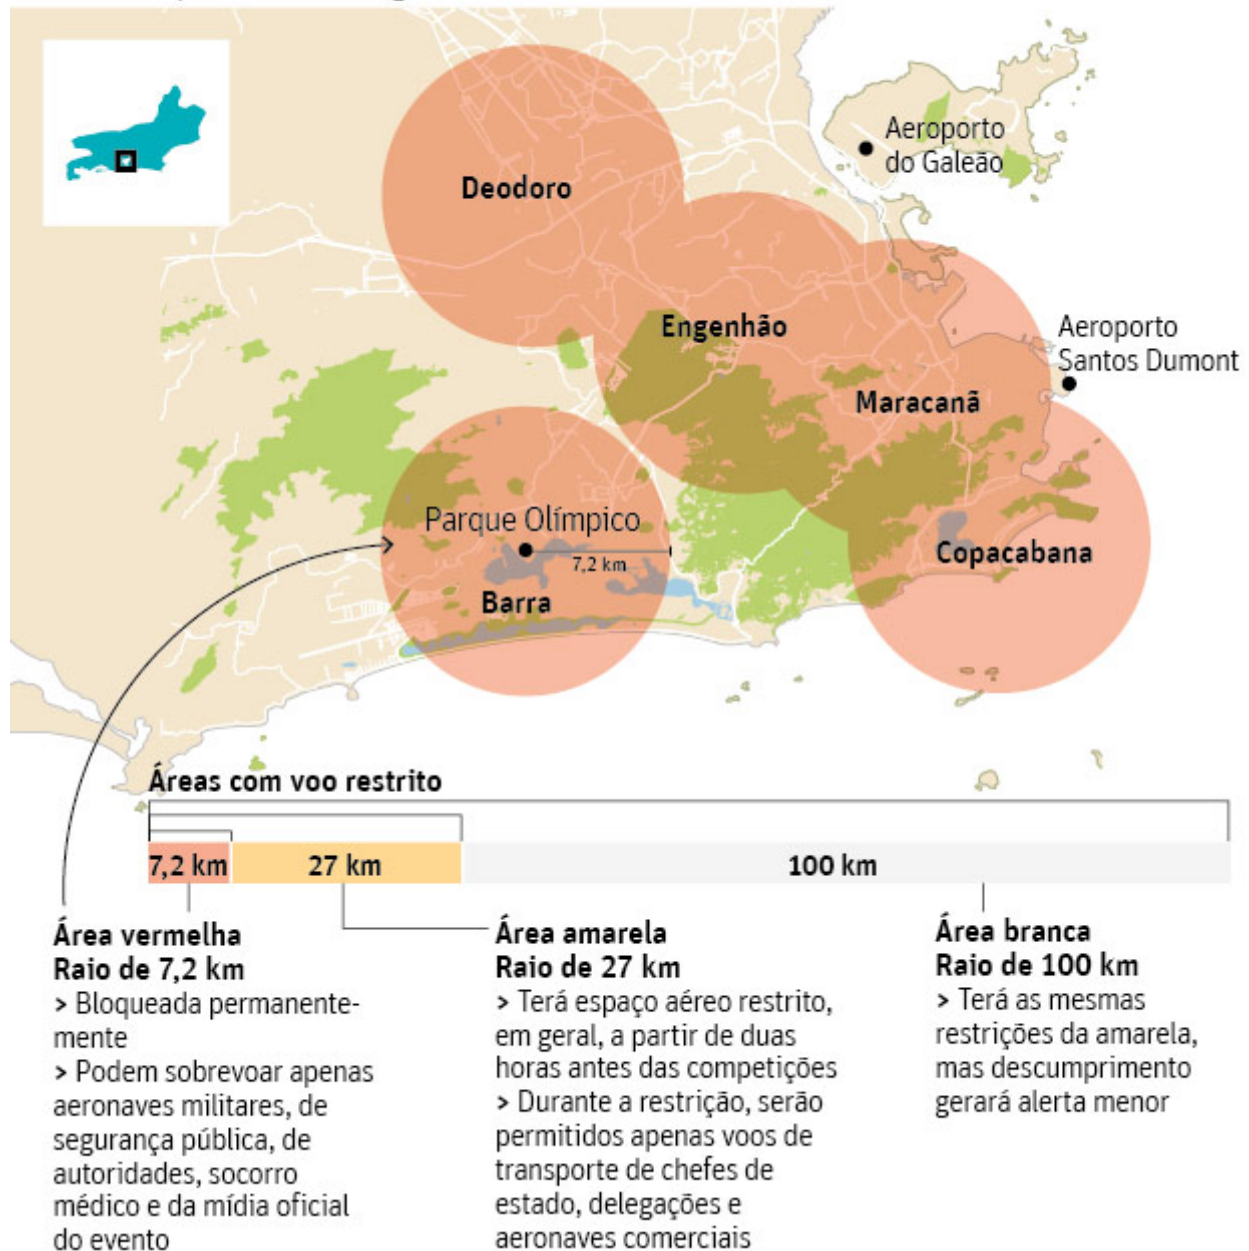 Aeroporto
do Galeão
Deodoro
Engenhão
Aeroporto
Santos Dumont
Maracanã
Parque Olímpico
Copacabana
7,2 km
Barra
Áreas com voo restrito
7,2 km
27 km
100 km
Área vermelha
Raio de 7,2 km
> Bloqueada permanente-
mente
> Podem sobrevoar apenas
aeronaves militares, de
segurança pública, de
autoridades, socorro
médico e da mídia oficial
do evento
Área amarela
Raio de 27 km
> Terá espaço aéreo restrito,
em geral, a partir de duas
horas antes das competições
> Durante a restrição, serão
permitidos apenas voos de
transporte de chefes de
estado, delegações e
aeronaves comerciais
Área branca
Raio de 100 km
> Terá as mesmas
restrições da amarela,
mas descumprimento
gerará alerta menor